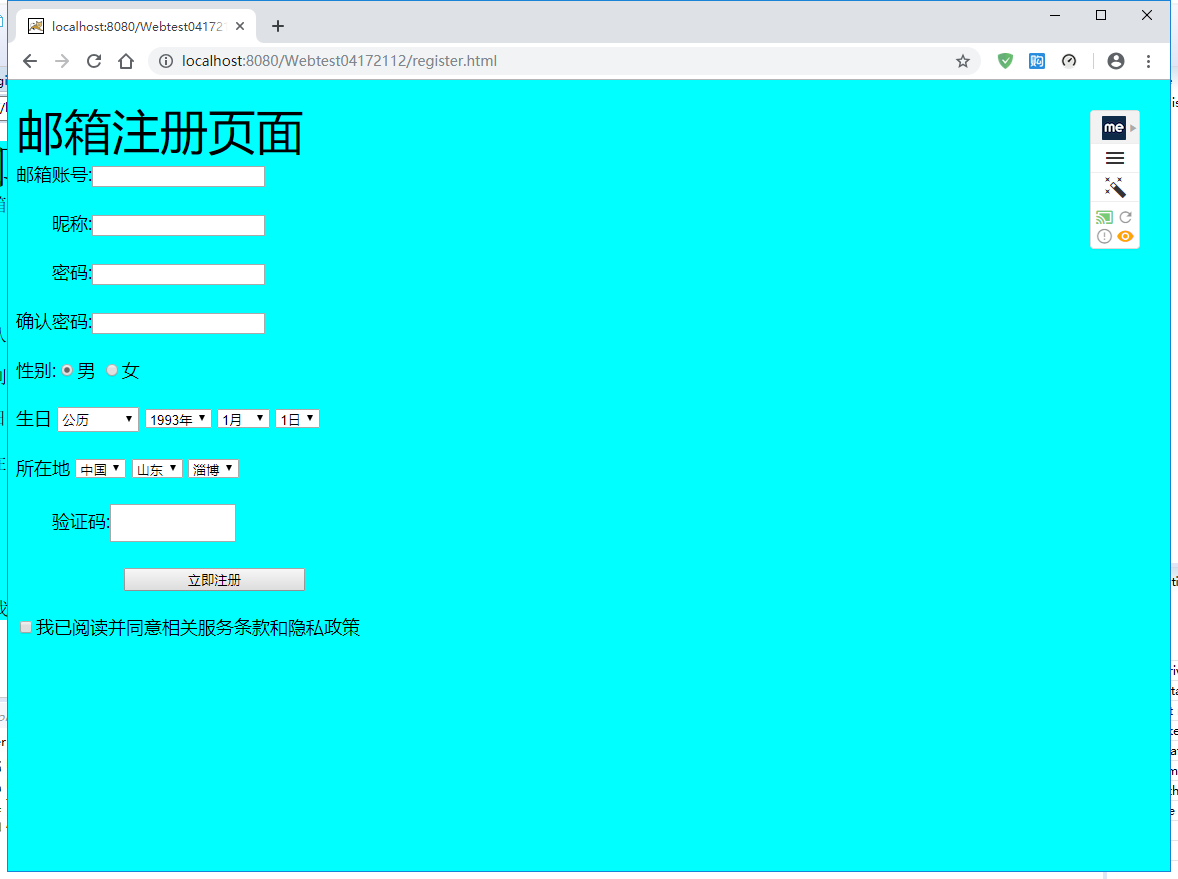 localhost:8080/Webtest041721
localhost:8080/Webtest04172112/register.html
购
me
邮箱注册页面
邮箱账号:
昵称:
密码:
确认密码:
性别: 男 女
生日 公历 1993年 1月 1日
所在地 中国 山东 淄博
验证码:
立即注册
我已阅读并同意相关服务条款和隐私政策